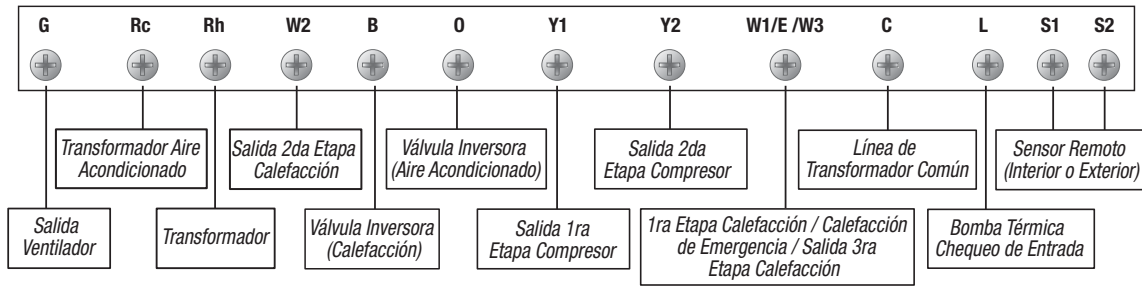 G Rc Rh W2 B O Y1 Y2 W1/E /W3 C L S1 S2
Transformador Aire
Acondicionado
Salida 2da Etapa
Calefacción
Válvula Inversora
(Aire Acondicionado)
Salida 2da
Etapa Compresor
Línea de
Transformador Común
Sensor Remoto
(Interior o Exterior)
Salida
Ventilador
Transformador
Válvula Inversora
(Calefacción)
Salida 1ra
Etapa Compresor
1ra Etapa Calefacción / Calefacción
de Emergencia / Salida 3ra
Etapa Calefacción
Bomba Térmica
Chequeo de Entrada